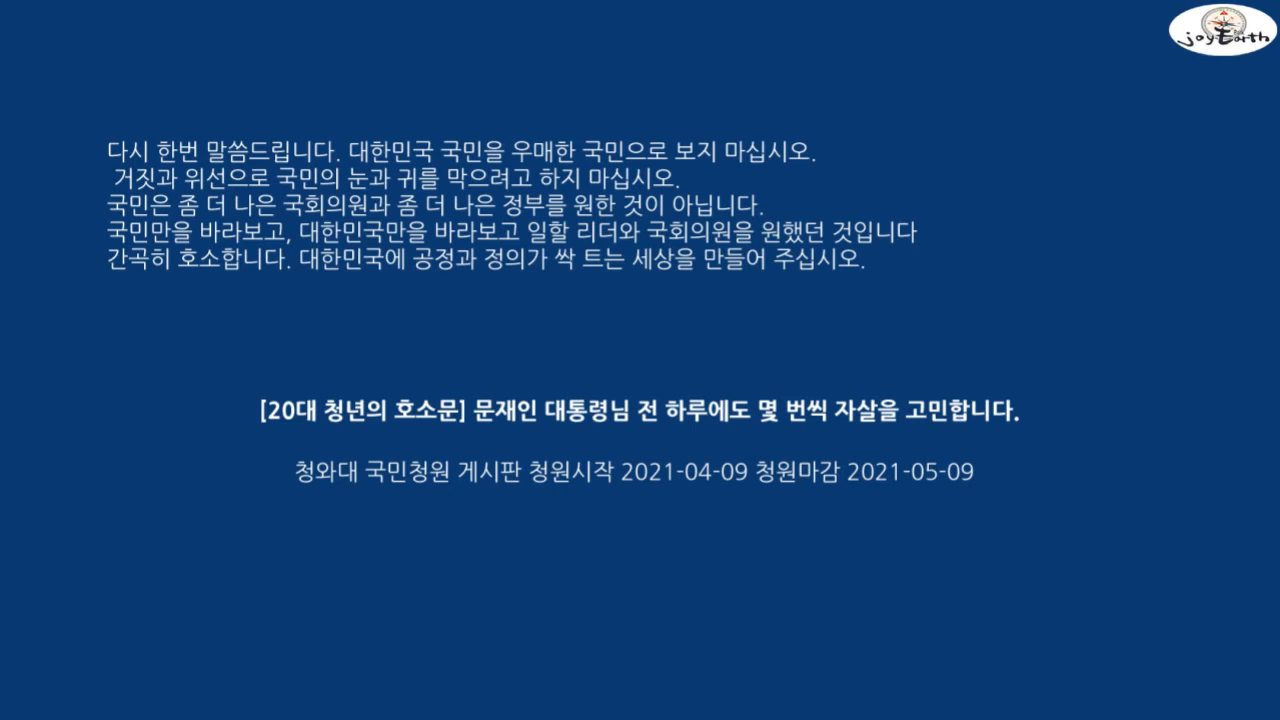 joyEarth
다시 한번 말씀드립니다. 대한민국 국민을 우매한 국민으로 보지 마십시오.
거짓과 위선으로 국민의 눈과 귀를 막으려고 하지 마십시오.
국민은 좀 더 나은 국회의원과 좀 더 나은 정부를 원한 것이 아닙니다.
국민만을 바라보고, 대한민국만을 바라보고 일할 리더와 국회의원을 원했던 것입니다
간곡히 호소합니다. 대한민국에 공정과 정의가 싹 트는 세상을 만들어 주십시오.
[20대 청년의 호소문] 문재인 대통령님 전 하루에도 몇 번씩 자살을 고민합니다.
청와대 국민청원 게시판 청원시작 2021-04-09 청원마감 2021-05-09